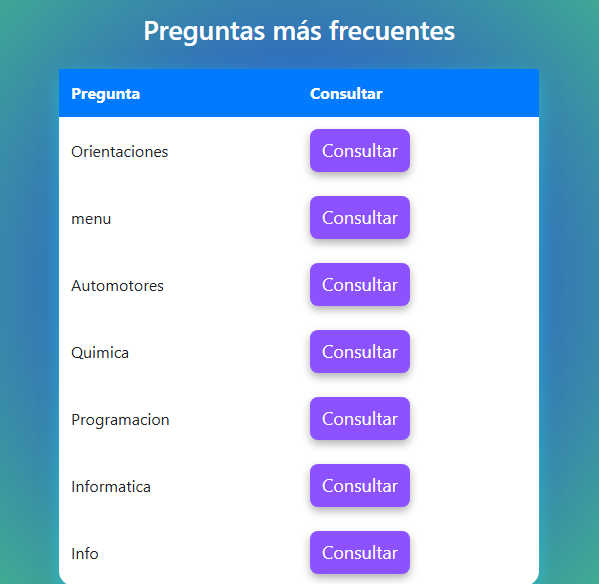 Preguntas más frecuentes
Pregunta Consultar
Orientaciones Consultar
menu Consultar
Automotores Consultar
Quimica Consultar
Programacion Consultar
Informatica Consultar
Info Consultar